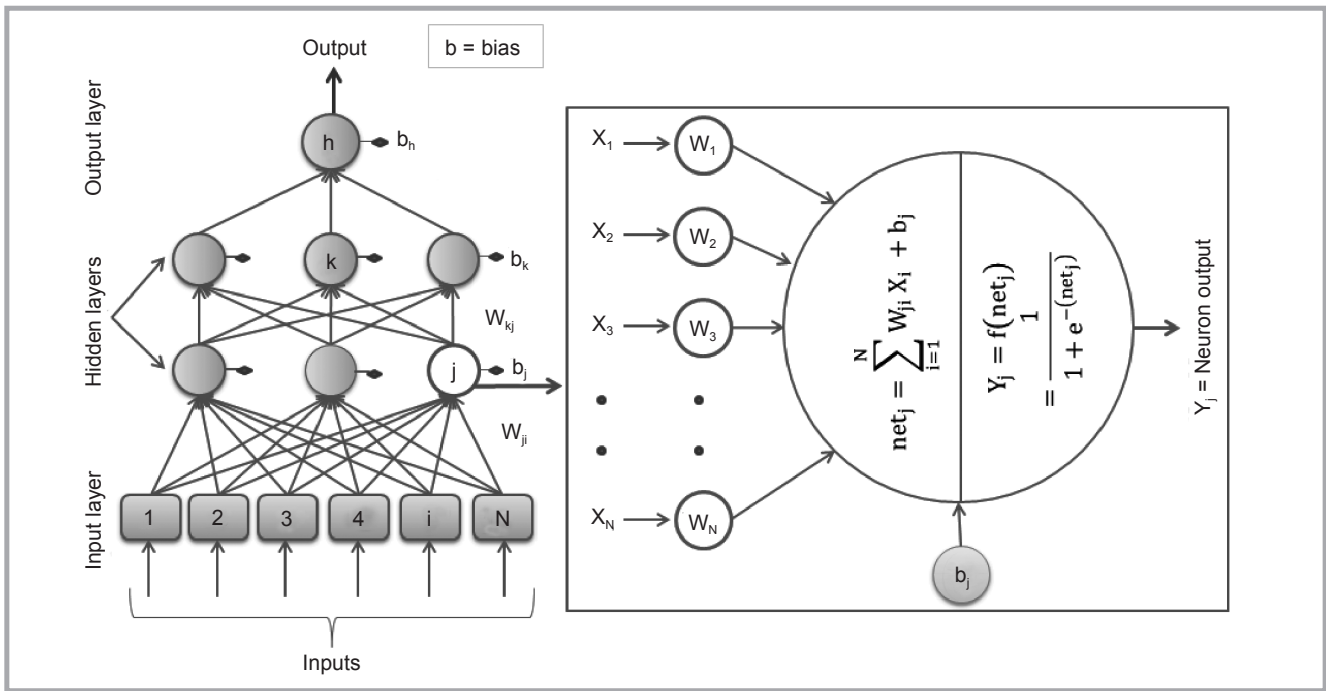 Output
b = bias
Output layer
h
b_h
Hidden layers
k
b_k
W_kj
j
b_j
W_ji
Input layer
1 2 3 4 i N
Inputs
X_1 W_1
X_2 W_2
X_3 W_3
X_N W_N
net_j = ∑_{i=1}^{N} W_ji X_i + b_j
Y_j = f(net_j)
= 1 / (1 + e^{-(net_j)})
b_j
Y_j = Neuron output